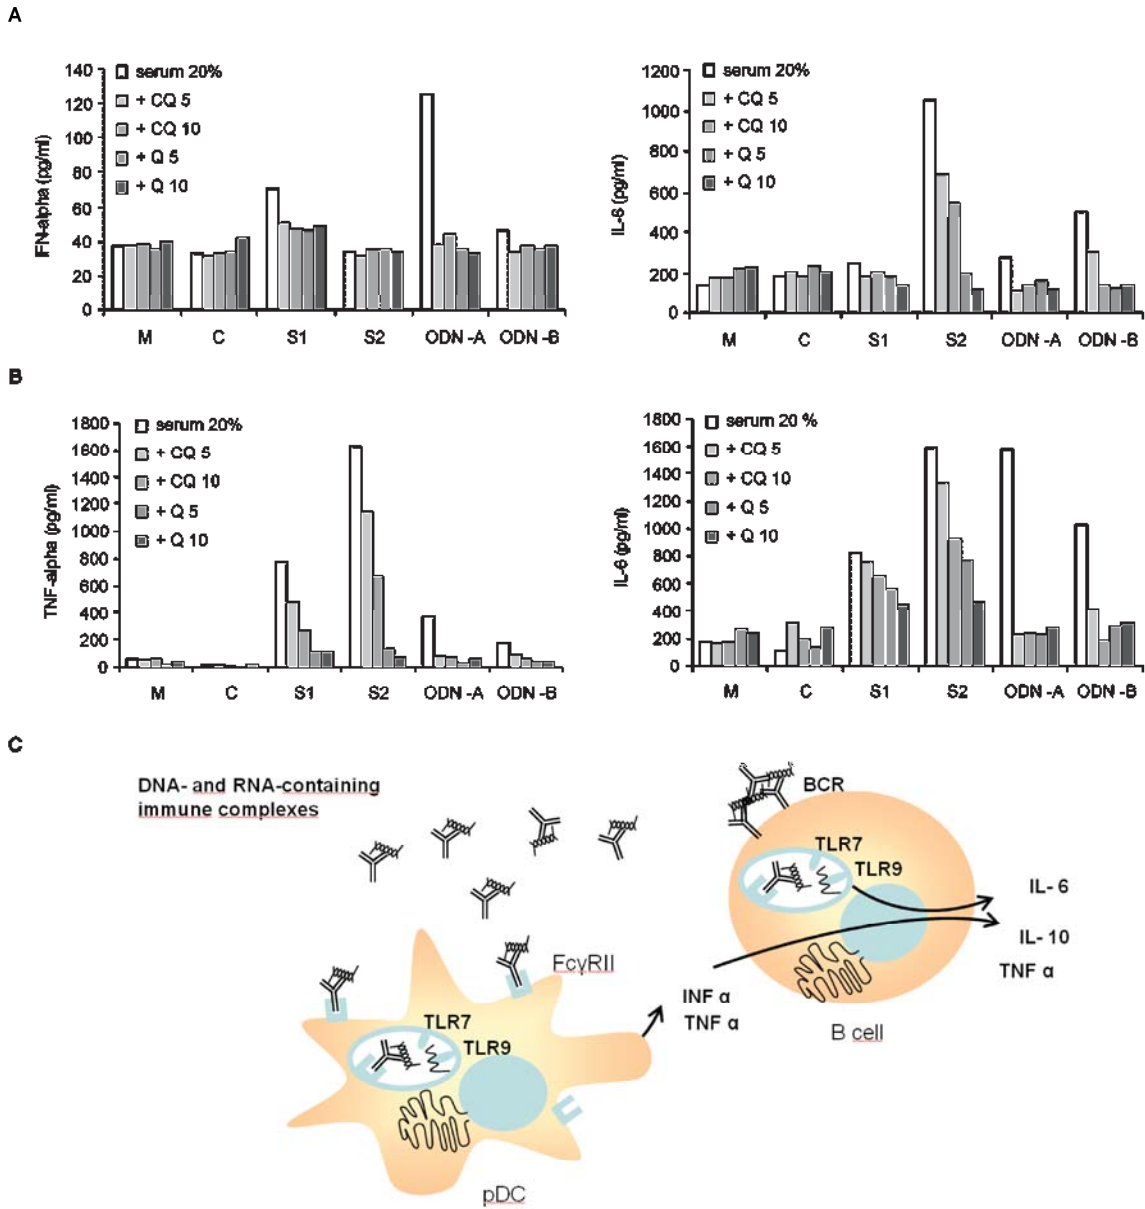 A
IFN-alpha (pg/ml)
140
120
100
80
60
40
20
0
serum 20%
+ CQ 5
+ CQ 10
+ Q 5
+ Q 10
M C S1 S2 ODN -A ODN -B
IL-6 (pg/ml)
1200
1000
800
600
400
200
0
serum 20%
+ CQ 5
+ CQ 10
+ Q 5
+ Q 10
M C S1 S2 ODN -A ODN -B
B
TNF-alpha (pg/ml)
1800
1600
1400
1200
1000
800
600
400
200
0
serum 20%
+ CQ 5
+ CQ 10
+ Q 5
+ Q 10
M C S1 S2 ODN -A ODN -B
IL-6 (pg/ml)
1800
1600
1400
1200
1000
800
600
400
200
0
serum 20 %
+ CQ 5
+ CQ 10
+ Q 5
+ Q 10
M C S1 S2 ODN -A ODN -B
C
DNA- and RNA-containing
immune complexes
BCR
TLR7
TLR9
IL- 6
IL- 10
TNF α
B cell
FcγRII
INF α
TNF α
TLR7
TLR9
pDC